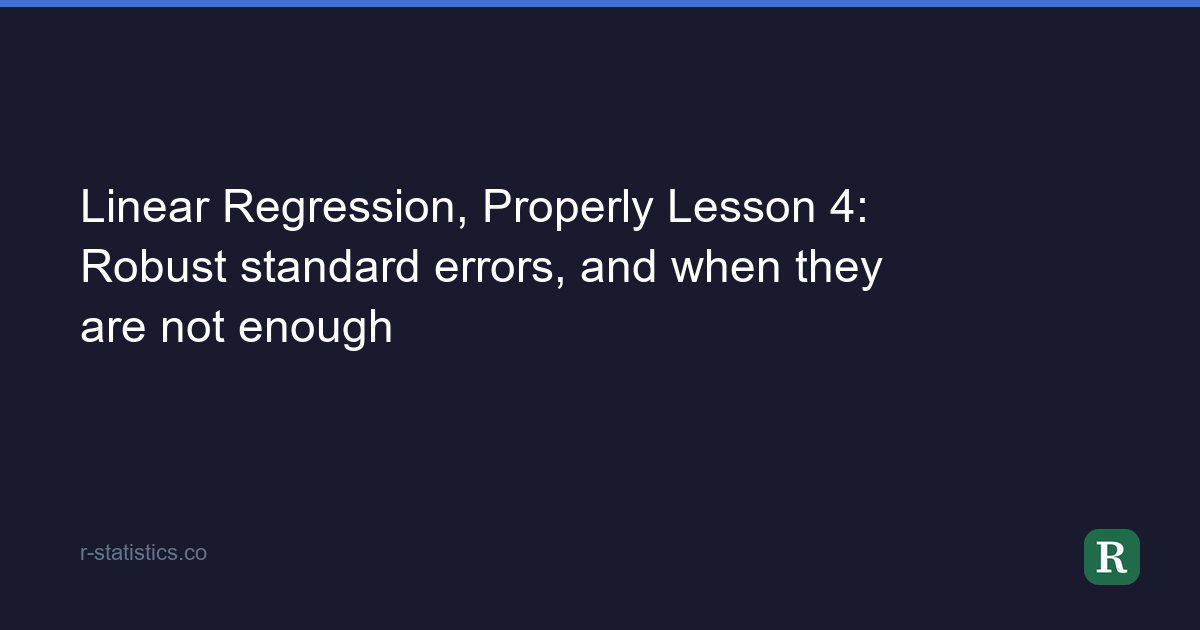 Linear Regression, Properly Lesson 4:
Robust standard errors, and when they
are not enough
r-statistics.co
R